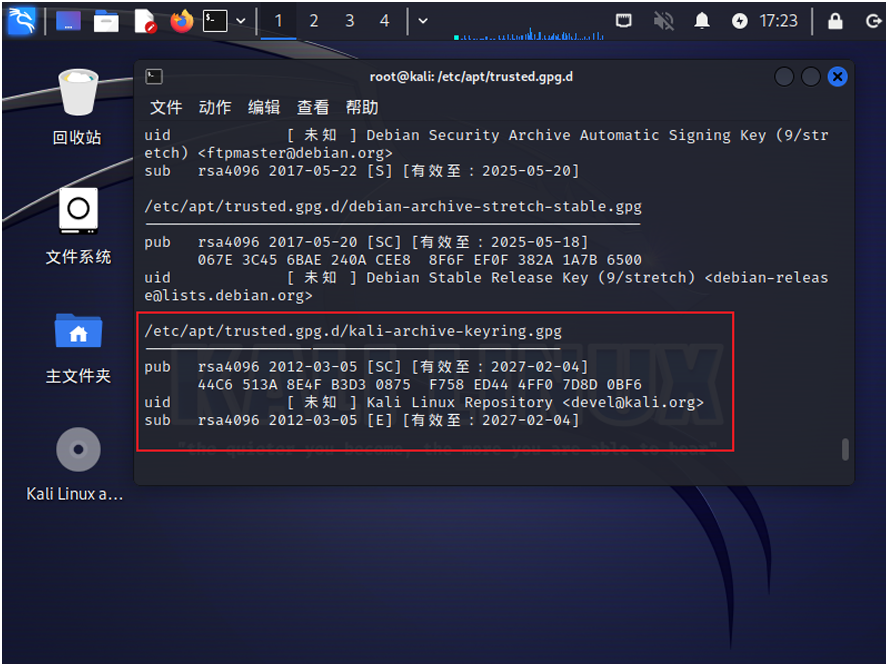 1 2 3 4 17:23
root@kali: /etc/apt/trusted.gpg.d
文件 动作 编辑 查看 帮助
uid [ 未知 ] Debian Security Archive Automatic Signing Key (9/str
etch) <ftpmaster@debian.org>
sub rsa4096 2017-05-22 [S] [有效至：2025-05-20]
/etc/apt/trusted.gpg.d/debian-archive-stretch-stable.gpg
pub rsa4096 2017-05-20 [SC] [有效至：2025-05-18]
067E 3C45 6BAE 240A CEE8 8F6F EF0F 382A 1A7B 6500
uid [ 未知 ] Debian Stable Release Key (9/stretch) <debian-releas
e@lists.debian.org>
/etc/apt/trusted.gpg.d/kali-archive-keyring.gpg
pub rsa4096 2012-03-05 [SC] [有效至：2027-02-04]
44C6 513A 8E4F B3D3 0875 F758 ED44 4FF0 7D8D 0BF6
uid [ 未知 ] Kali Linux Repository <devel@kali.org>
sub rsa4096 2012-03-05 [E] [有效至：2027-02-04]
KALI LINUX
"the quieter you become, the more you are able to hear"
回收站
文件系统
主文件夹
Kali Linux a...